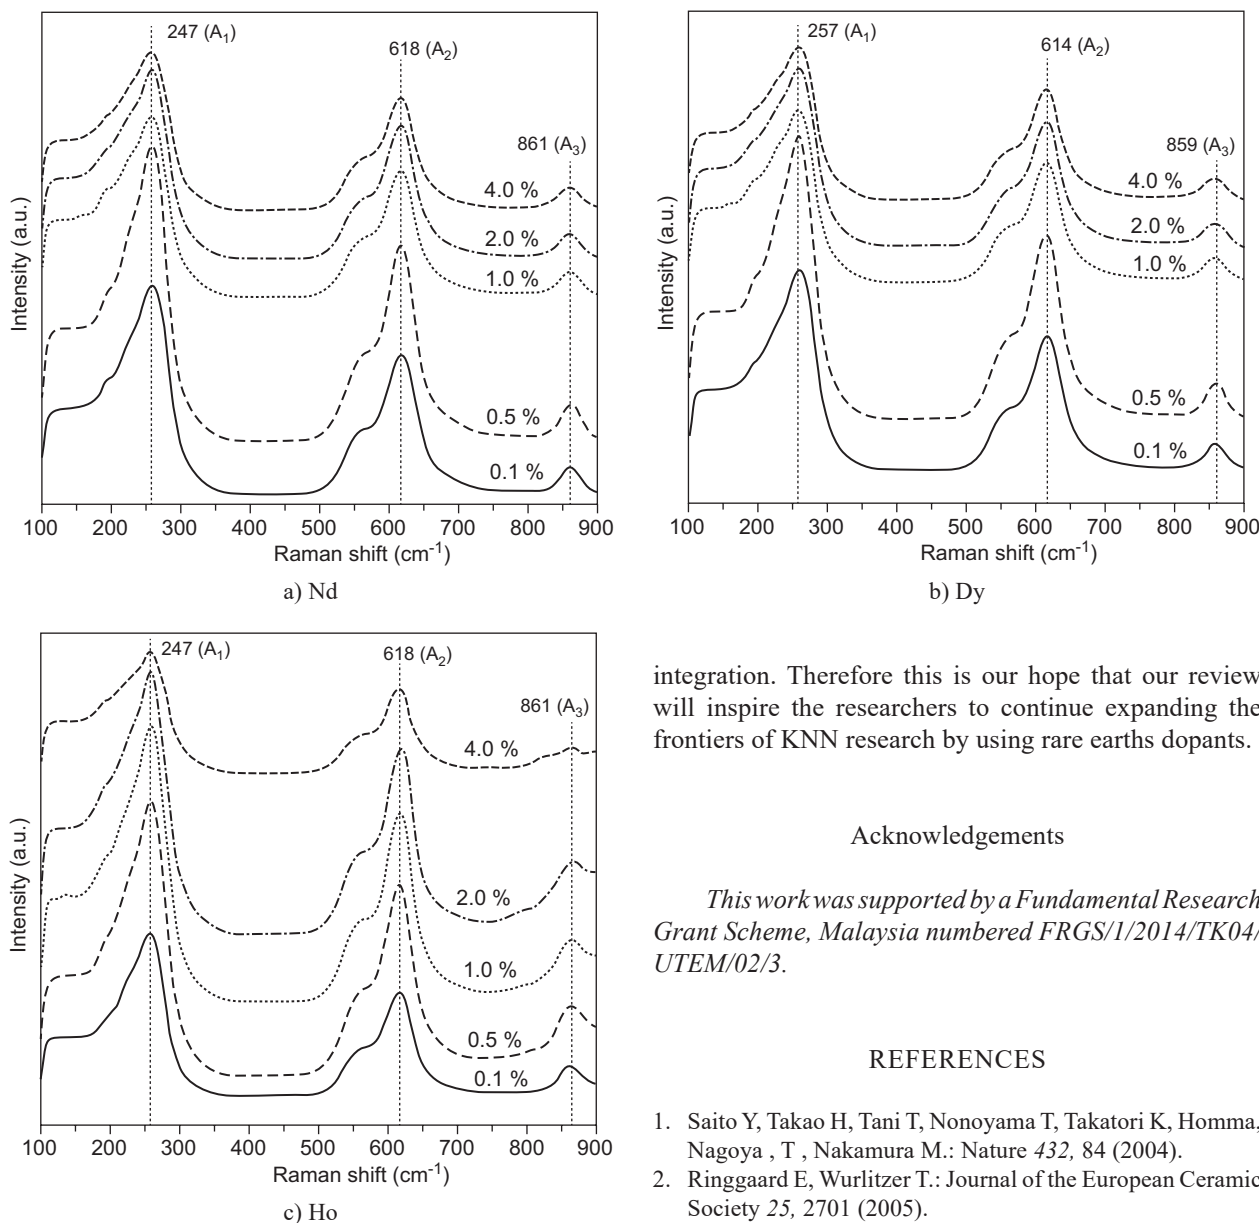 247 (A1)
618 (A2)
861 (A3)
4.0 %
2.0 %
1.0 %
0.5 %
0.1 %
Intensity (a.u.)
100 200 300 400 500 600 700 800 900
Raman shift (cm-1)
a) Nd
257 (A1)
614 (A2)
859 (A3)
4.0 %
2.0 %
1.0 %
0.5 %
0.1 %
Intensity (a.u.)
100 200 300 400 500 600 700 800 900
Raman shift (cm-1)
b) Dy
247 (A1)
618 (A2)
861 (A3)
4.0 %
2.0 %
1.0 %
0.5 %
0.1 %
Intensity (a.u.)
100 200 300 400 500 600 700 800 900
Raman shift (cm-1)
c) Ho
integration. Therefore this is our hope that our review
will inspire the researchers to continue expanding the
frontiers of KNN research by using rare earths dopants.
Acknowledgements
This work was supported by a Fundamental Research
Grant Scheme, Malaysia numbered FRGS/1/2014/TK04/
UTEM/02/3.
REFERENCES
1. Saito Y, Takao H, Tani T, Nonoyama T, Takatori K, Homma,
Nagoya , T , Nakamura M.: Nature 432, 84 (2004).
2. Ringgaard E, Wurlitzer T.: Journal of the European Ceramic
Society 25, 2701 (2005).